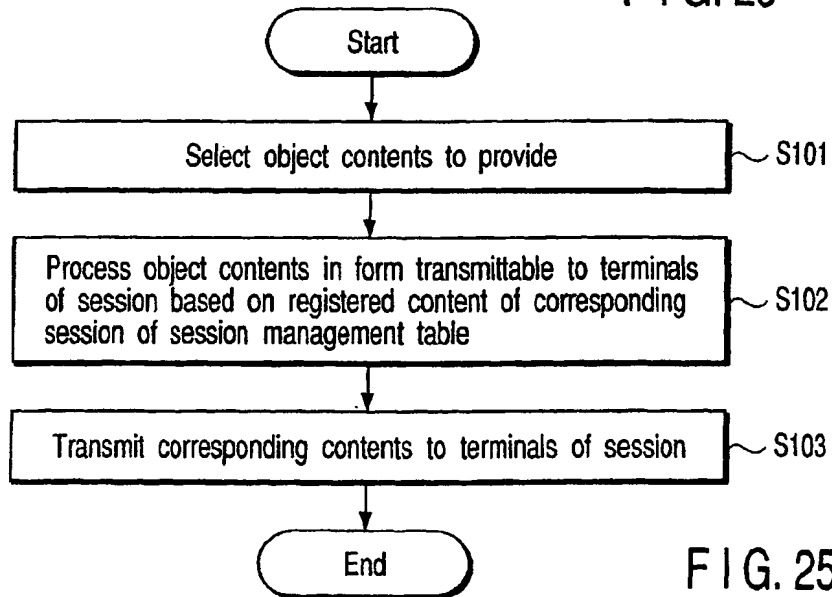 Start
Select object contents to provide
S101
Process object contents in form transmittable to terminals
of session based on registered content of corresponding
session of session management table
S102
Transmit corresponding contents to terminals of session
S103
End
FIG. 25